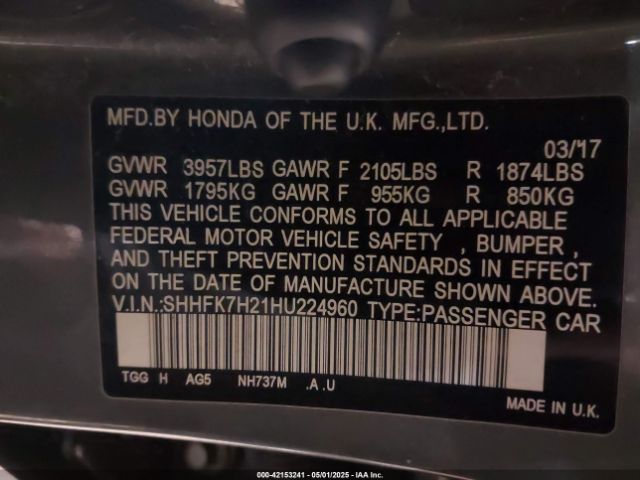 MFD.BY HONDA OF THE U.K. MFG.,LTD.
03/17
GVWR 3957LBS GAWR F 2105LBS R 1874LBS
GVWR 1795KG GAWR F 955KG R 850KG
THIS VEHICLE CONFORMS TO ALL APPLICABLE
FEDERAL MOTOR VEHICLE SAFETY , BUMPER ,
AND THEFT PREVENTION STANDARDS IN EFFECT
ON THE DATE OF MANUFACTURE SHOWN ABOVE.
V.I.N.:SHHFK7H21HU224960 TYPE:PASSENGER CAR
TGG H AG5 NH737M .A .U
MADE IN U.K.
000-42153241 - 05/01/2025 - IAA Inc.